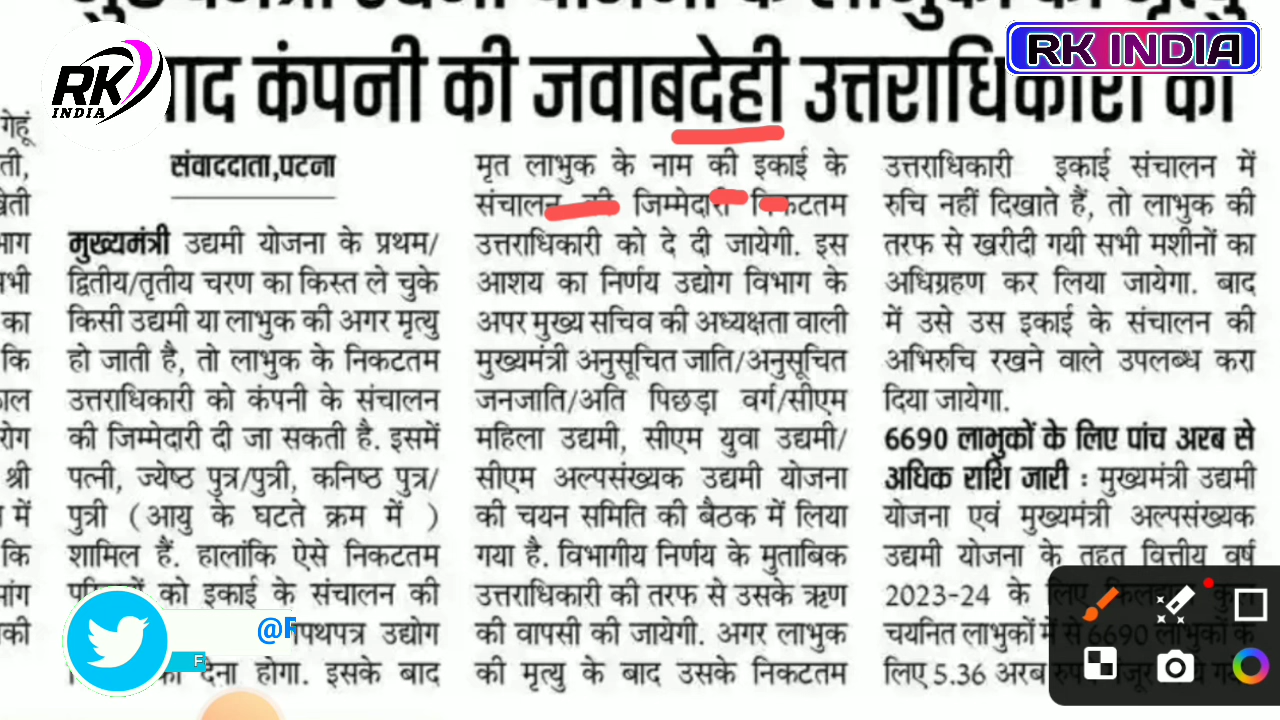 RK INDIA
RK INDIA
बाद कंपनी की जवाबदेही उत्तराधिकारी को
संवाददाता,पटना
मुख्यमंत्री उद्यमी योजना के प्रथम/
द्वितीय/तृतीय चरण का किस्त ले चुके
किसी उद्यमी या लाभुक की अगर मृत्यु
हो जाती है, तो लाभुक के निकटतम
उत्तराधिकारी को कंपनी के संचालन
की जिम्मेदारी दी जा सकती है. इसमें
पत्नी, ज्येष्ठ पुत्र/पुत्री, कनिष्ठ पुत्र/
पुत्री (आयु के घटते क्रम में )
शामिल हैं. हालांकि ऐसे निकटतम
को इकाई के संचालन की
शपथपत्र उद्योग
को देना होगा. इसके बाद
मृत लाभुक के नाम की इकाई के
संचालन की जिम्मेदारी निकटतम
उत्तराधिकारी को दे दी जायेगी. इस
आशय का निर्णय उद्योग विभाग के
अपर मुख्य सचिव की अध्यक्षता वाली
मुख्यमंत्री अनुसूचित जाति/अनुसूचित
जनजाति/अति पिछड़ा वर्ग/सीएम
महिला उद्यमी, सीएम युवा उद्यमी/
सीएम अल्पसंख्यक उद्यमी योजना
की चयन समिति की बैठक में लिया
गया है. विभागीय निर्णय के मुताबिक
उत्तराधिकारी की तरफ से उसके ऋण
की वापसी की जायेगी. अगर लाभुक
की मृत्यु के बाद उसके निकटतम
उत्तराधिकारी इकाई संचालन में
रुचि नहीं दिखाते हैं, तो लाभुक की
तरफ से खरीदी गयी सभी मशीनों का
अधिग्रहण कर लिया जायेगा. बाद
में उसे उस इकाई के संचालन की
अभिरुचि रखने वाले उपलब्ध करा
दिया जायेगा.
6690 लाभुकों के लिए पांच अरब से
अधिक राशि जारी : मुख्यमंत्री उद्यमी
योजना एवं मुख्यमंत्री अल्पसंख्यक
उद्यमी योजना के तहत वित्तीय वर्ष
2023-24 के लिए फिलहाल कुल
चयनित लाभुकों में से 6690 लाभुकों के
लिए 5.36 अरब